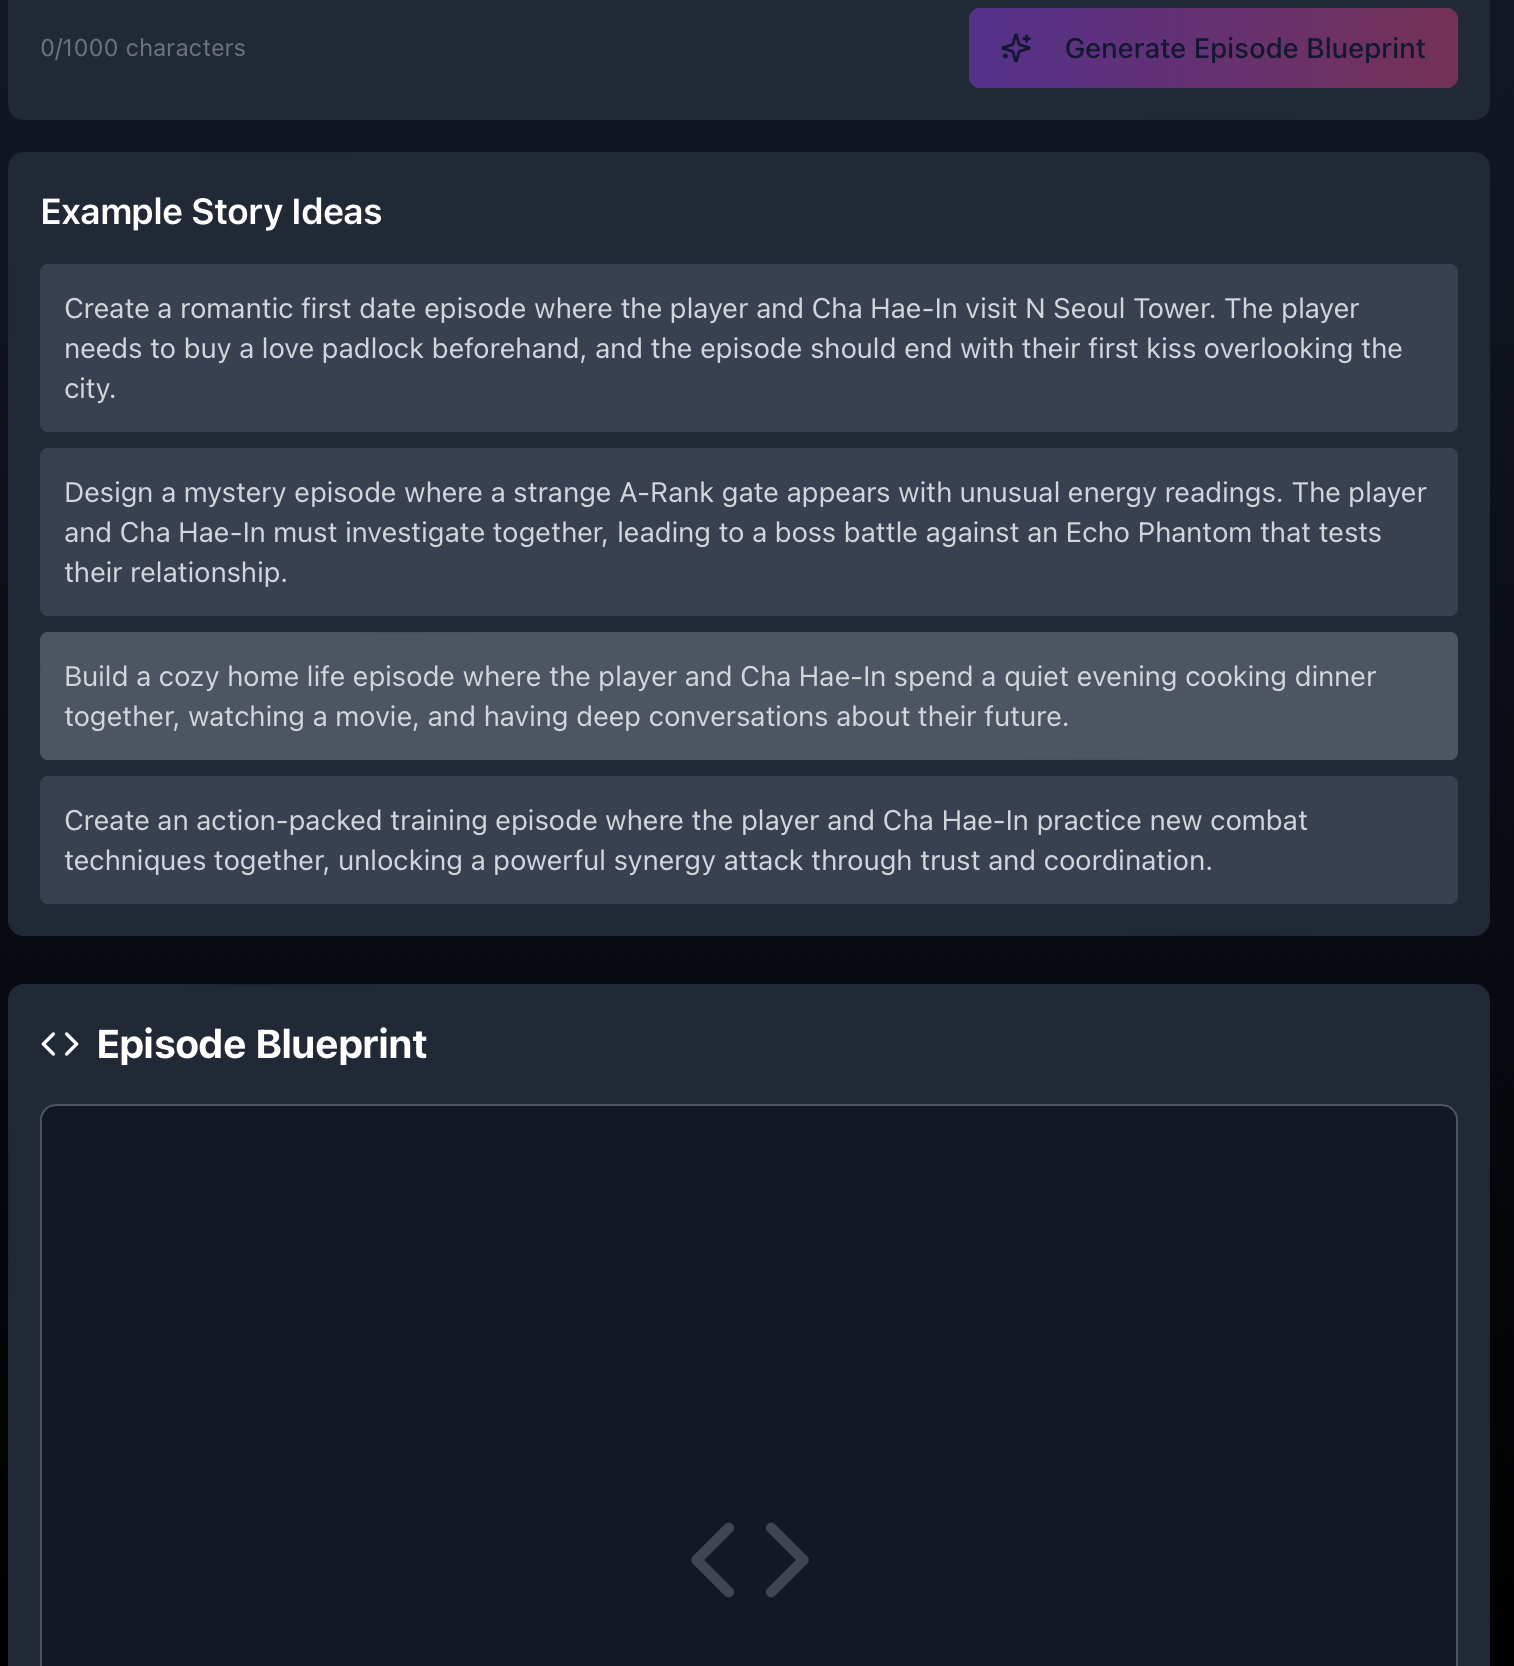 0/1000 characters
Generate Episode Blueprint
Example Story Ideas
Create a romantic first date episode where the player and Cha Hae-In visit N Seoul Tower. The player
needs to buy a love padlock beforehand, and the episode should end with their first kiss overlooking the
city.
Design a mystery episode where a strange A-Rank gate appears with unusual energy readings. The player
and Cha Hae-In must investigate together, leading to a boss battle against an Echo Phantom that tests
their relationship.
Build a cozy home life episode where the player and Cha Hae-In spend a quiet evening cooking dinner
together, watching a movie, and having deep conversations about their future.
Create an action-packed training episode where the player and Cha Hae-In practice new combat
techniques together, unlocking a powerful synergy attack through trust and coordination.
Episode Blueprint